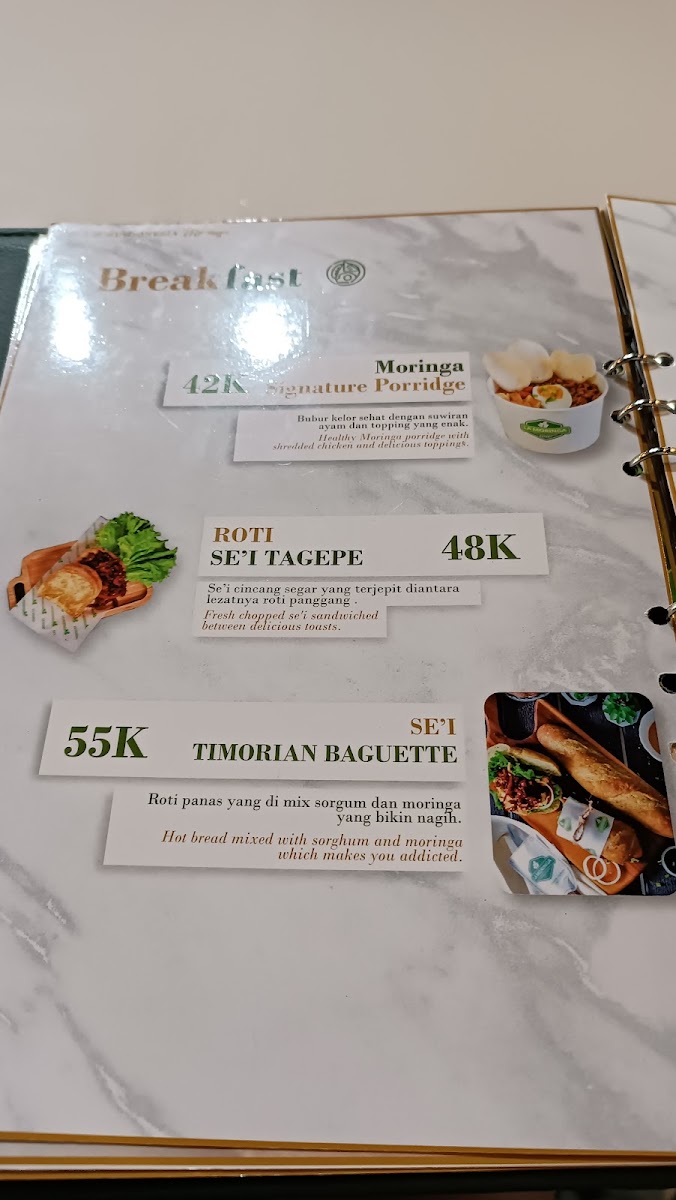 Breakfast
42K
Moringa
Signature Porridge
Bubur kelor sehat dengan suwiran
ayam dan topping yang enak.
Healthy Moringa porridge with
shredded chicken and delicious toppings.
ROTI
SE'I TAGEPE
48K
Se'i cincang segar yang terjepit diantara
lezatnya roti panggang .
Fresh chopped se'i sandwiched
between delicious toasts.
55K
SE'I
TIMORIAN BAGUETTE
Roti panas yang di mix sorgum dan moringa
yang bikin nagih.
Hot bread mixed with sorghum and moringa
which makes you addicted.